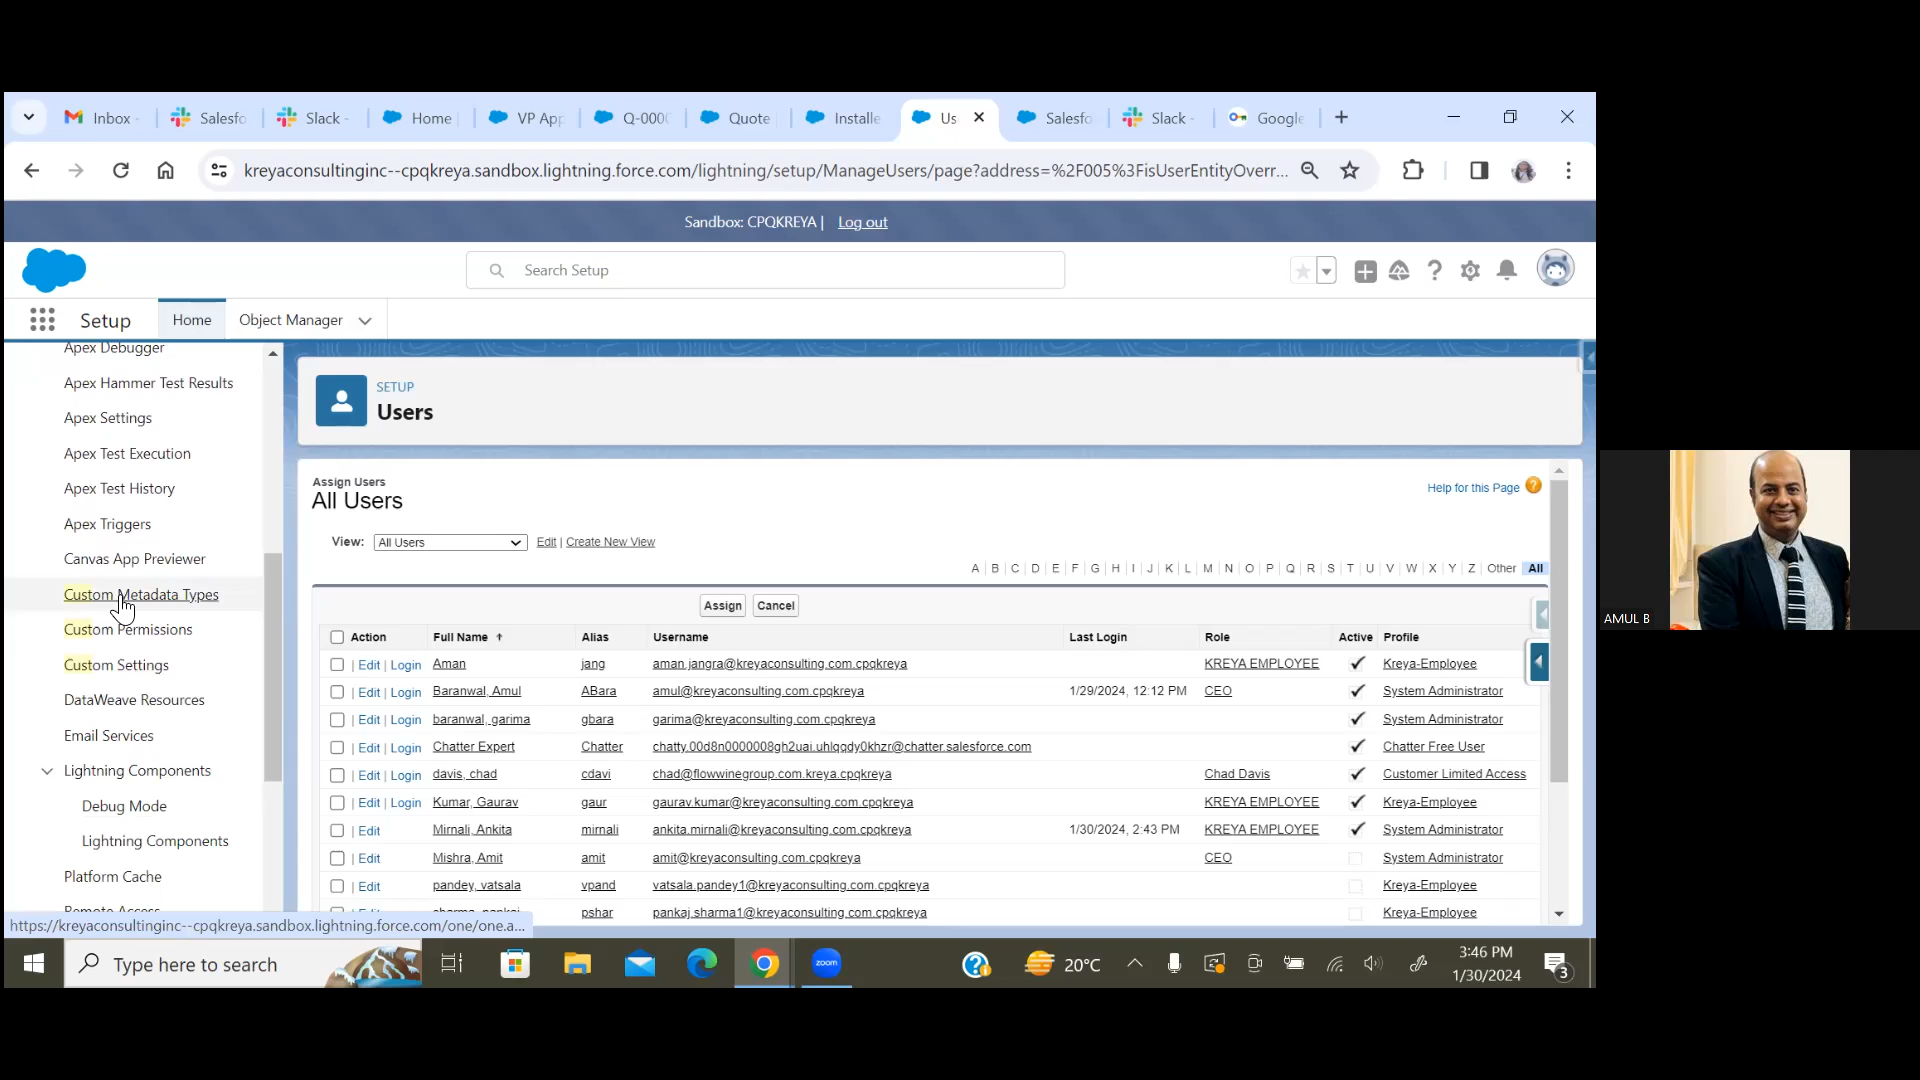 Inbox
Salesfo
Slack -
Home
VP App
Q-000
Quote
Installe
Us
Salesfo
Slack -
Google
kreyaconsultinginc--cpqkreya.sandbox.lightning.force.com/lightning/setup/ManageUsers/page?address=%2F005%3FisUserEntityOverr...
Sandbox: CPQKREYA | Log out
Search Setup
Setup Home Object Manager
Apex Debugger
Apex Hammer Test Results
Apex Settings
Apex Test Execution
Apex Test History
Apex Triggers
Canvas App Previewer
Custom Metadata Types
Custom Permissions
Custom Settings
DataWeave Resources
Email Services
Lightning Components
Debug Mode
Lightning Components
Platform Cache
Remote Access
SETUP
Users
Assign Users
All Users
Help for this Page
View: All Users Edit | Create New View
A B C D E F G H I J K L M N O P Q R S T U V W X Y Z Other All
Assign Cancel
Action Full Name Alias Username Last Login Role Active Profile
| Edit | Login Aman jang aman.jangra@kreyaconsulting.com.cpqkreya KREYA EMPLOYEE Kreya-Employee
| Edit | Login Baranwal, Amul ABara amul@kreyaconsulting.com.cpqkreya 1/29/2024, 12:12 PM CEO System Administrator
| Edit | Login baranwal, garima gbara garima@kreyaconsulting.com.cpqkreya System Administrator
| Edit | Login Chatter Expert Chatter chatty.00d8n0000008gh2uai.uhlqqdy0khzr@chatter.salesforce.com Chatter Free User
| Edit | Login davis, chad cdavi chad@flowwinegroup.com.kreya.cpqkreya Chad Davis Customer Limited Access
| Edit | Login Kumar, Gaurav gaur gaurav.kumar@kreyaconsulting.com.cpqkreya KREYA EMPLOYEE Kreya-Employee
| Edit Mirnali, Ankita mirnali ankita.mirnali@kreyaconsulting.com.cpqkreya 1/30/2024, 2:43 PM KREYA EMPLOYEE System Administrator
| Edit Mishra, Amit amit amit@kreyaconsulting.com.cpqkreya CEO System Administrator
| Edit pandey, vatsala vpand vatsala.pandey1@kreyaconsulting.com.cpqkreya Kreya-Employee
| Edit sharma, pankaj pshar pankaj.sharma1@kreyaconsulting.com.cpqkreya Kreya-Employee
https://kreyaconsultinginc--cpqkreya.sandbox.lightning.force.com/one/one.a...
Type here to search
zoom
20°C
3:46 PM
1/30/2024
3
AMUL B